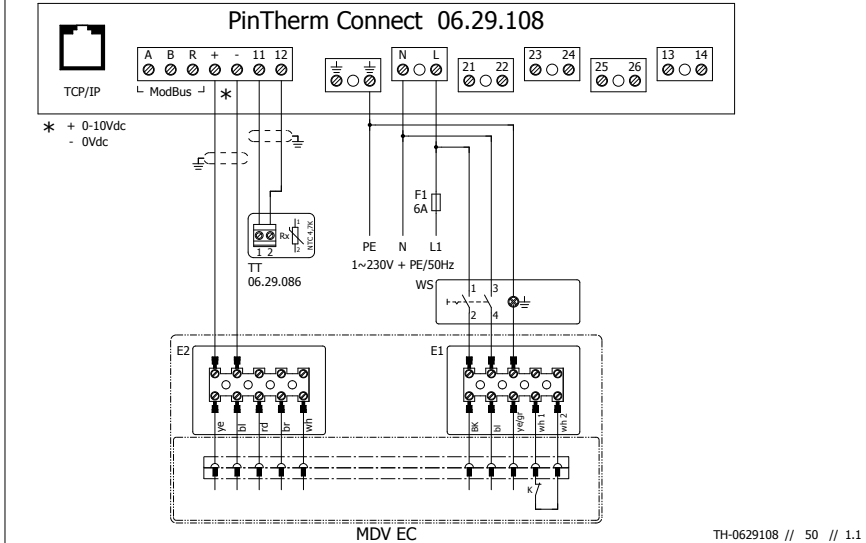 PinTherm Connect 06.29.108
A B R + - 11 12
N L
21 22
23 24
25 26
13 14
TCP/IP
ModBus
*
* + 0-10Vdc
- 0Vdc
F1
6A
Rx
1
2
NTC 4.7K
1 2
TT
06.29.086
PE N L1
1~230V + PE/50Hz
WS
1 3
2 4
E2
E1
ye bl rd br wh
BK bl ye/gr wh 1 wh 2
K
MDV EC
TH-0629108 // 50 // 1.1